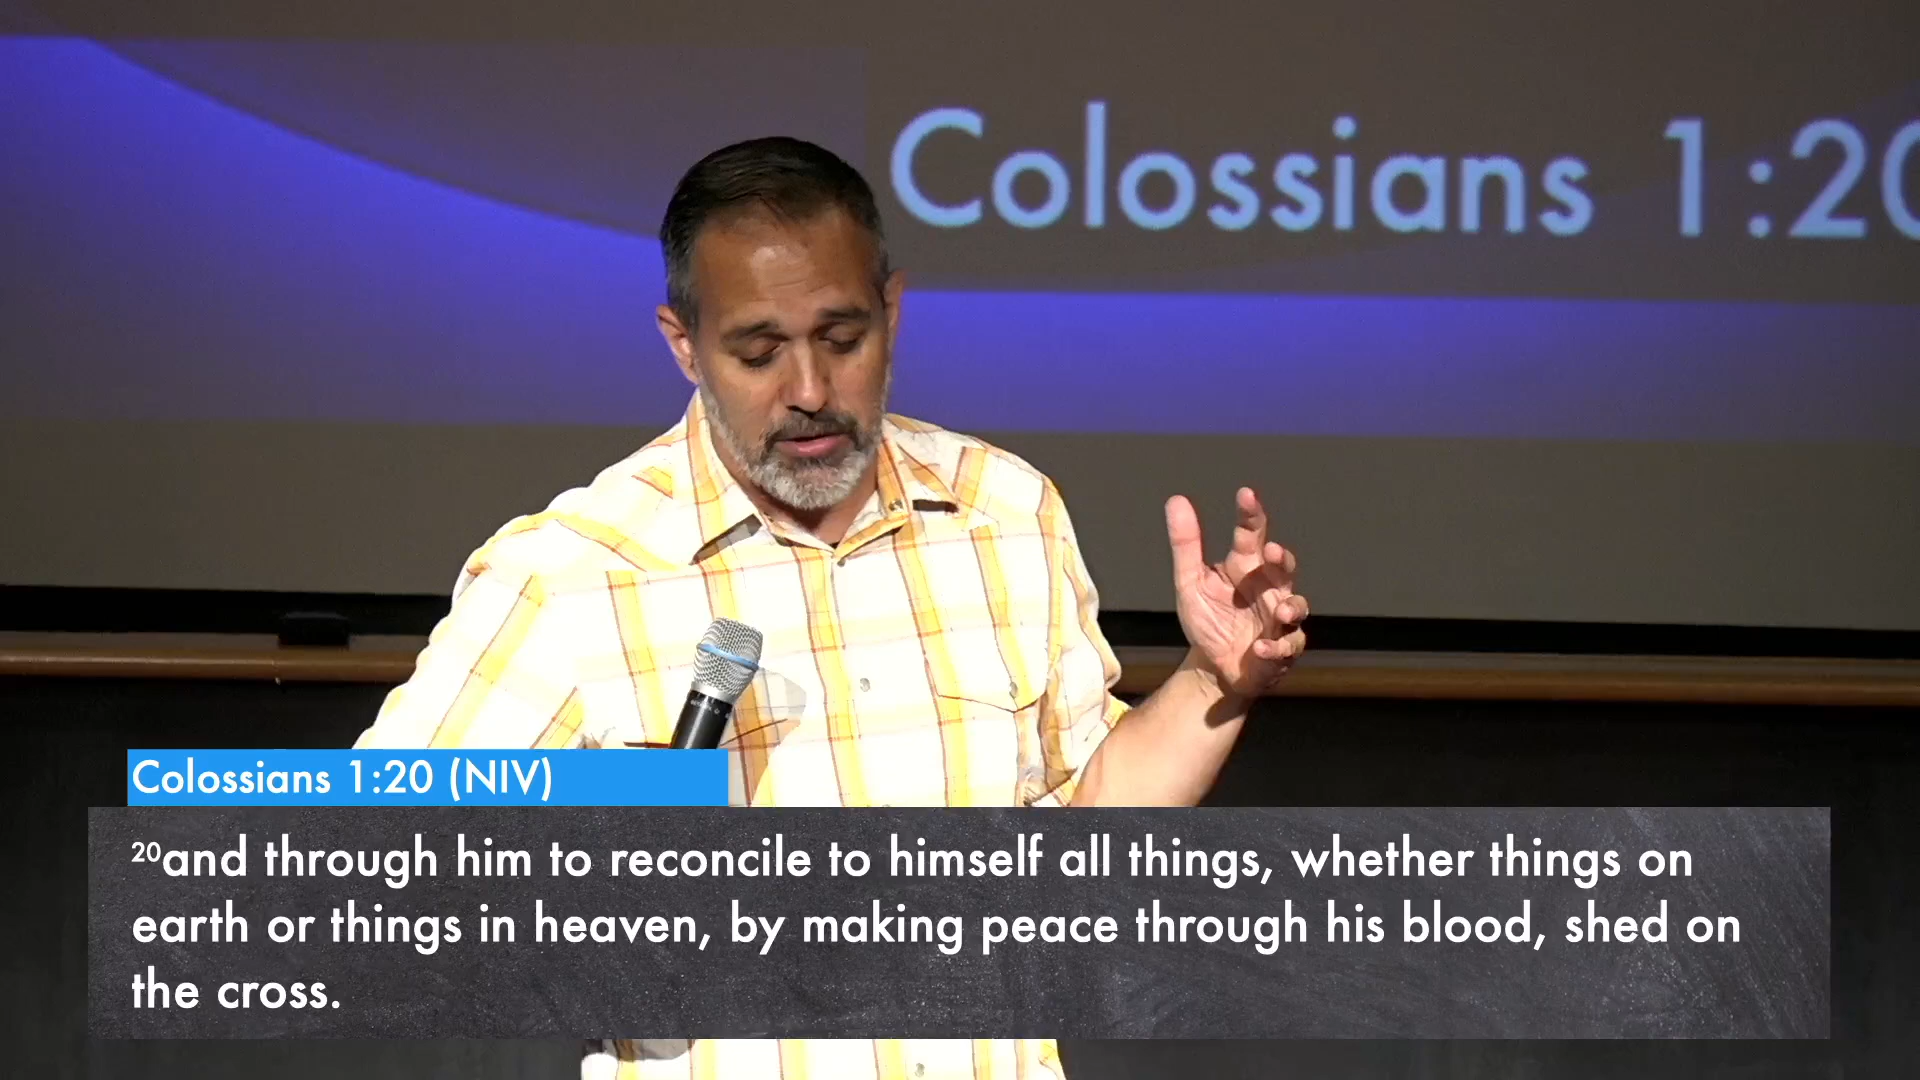 Colossians 1:20
Colossians 1:20 (NIV)
20and through him to reconcile to himself all things, whether things on
earth or things in heaven, by making peace through his blood, shed on
the cross.